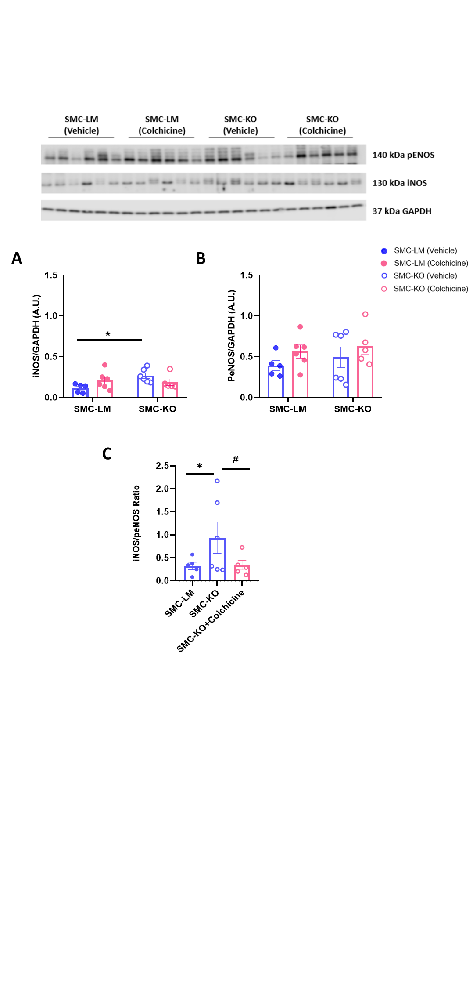 SMC-LM
(Vehicle)
SMC-LM
(Colchicine)
SMC-KO
(Vehicle)
SMC-KO
(Colchicine)
140 kDa pENOS
130 kDa iNOS
37 kDa GAPDH
SMC-LM (Vehicle)
SMC-LM (Colchicine)
SMC-KO (Vehicle)
SMC-KO (Colchicine)
A
iNOS/GAPDH (A.U.)
1.5
1.0
0.5
0.0
*
SMC-LM
SMC-KO
B
PeNOS/GAPDH (A.U.)
1.5
1.0
0.5
0.0
SMC-LM
SMC-KO
C
iNOS/peNOS Ratio
2.5
2.0
1.5
1.0
0.5
0.0
*
#
SMC-LM
SMC-KO
SMC-KO+Colchicine